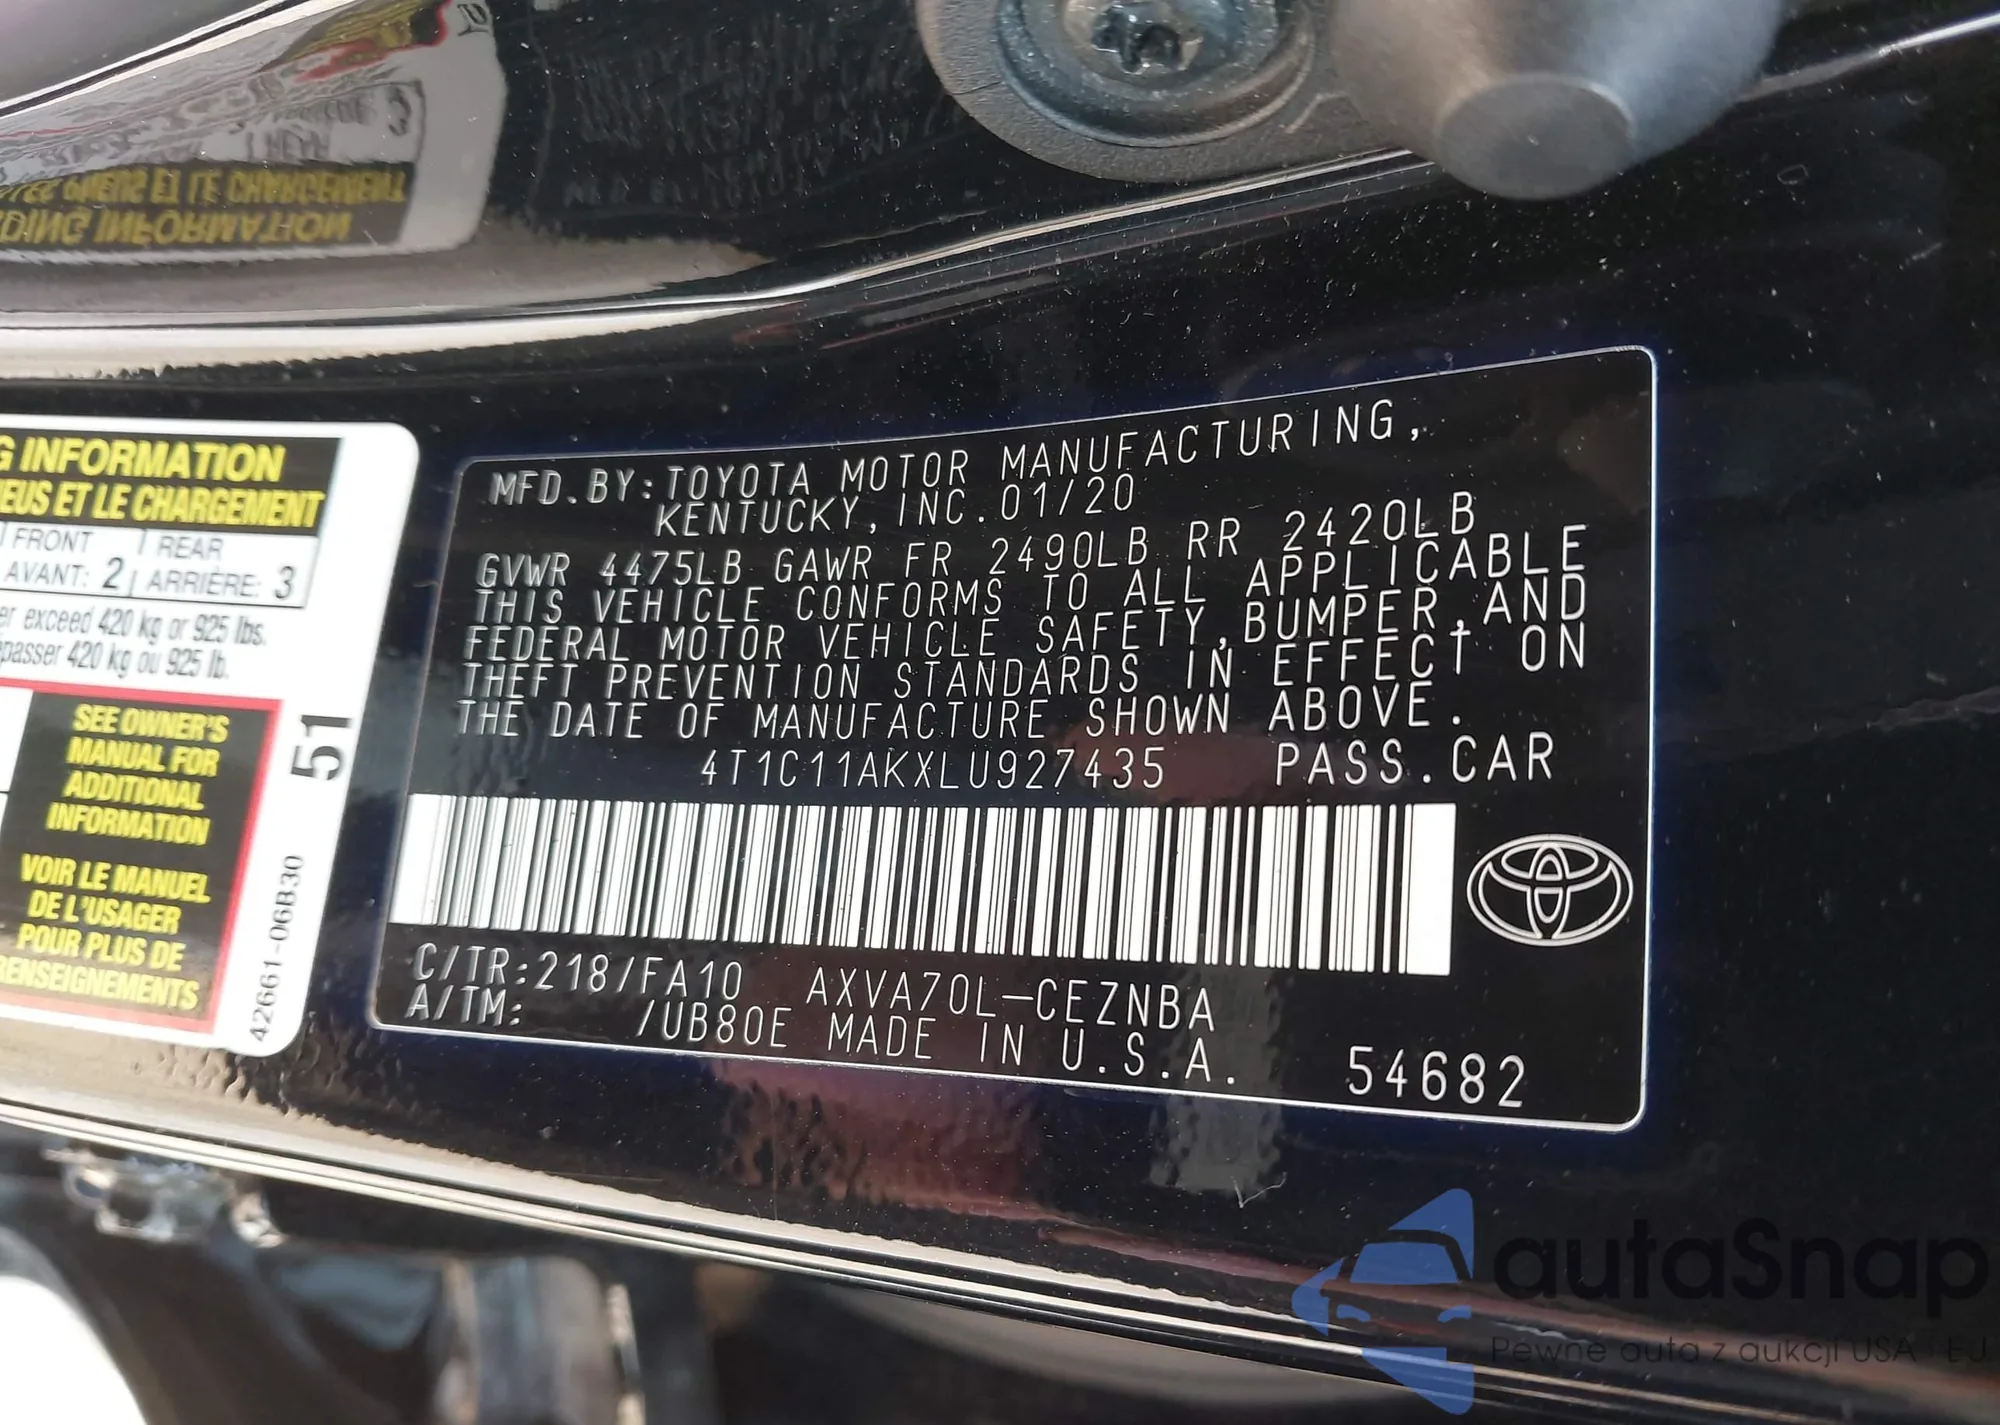 G INFORMATION
NEUS ET LE CHARGEMENT
FRONT | REAR
AVANT: 2 | ARRIÈRE: 3
er exceed 420 kg or 925 lbs.
passer 420 kg ou 925 lb.
SEE OWNER'S
MANUAL FOR
ADDITIONAL
INFORMATION
VOIR LE MANUEL
DE L'USAGER
POUR PLUS DE
RENSEIGNEMENTS
51
42661-06B30
MFD.BY:TOYOTA MOTOR MANUFACTURING,
KENTUCKY,INC.01/20
GVWR 4475LB GAWR FR 2490LB RR 2420LB
THIS VEHICLE CONFORMS TO ALL APPLICABLE
FEDERAL MOTOR VEHICLE SAFETY,BUMPER,AND
THEFT PREVENTION STANDARDS IN EFFECT ON
THE DATE OF MANUFACTURE SHOWN ABOVE.
4T1C11AKXLU927435 PASS.CAR
C/TR:218/FA10 AXVA70L-CEZNBA
A/TM: /UB80E MADE IN U.S.A. 54682
autaSnap
Pewne auta z aukcji USA i EU